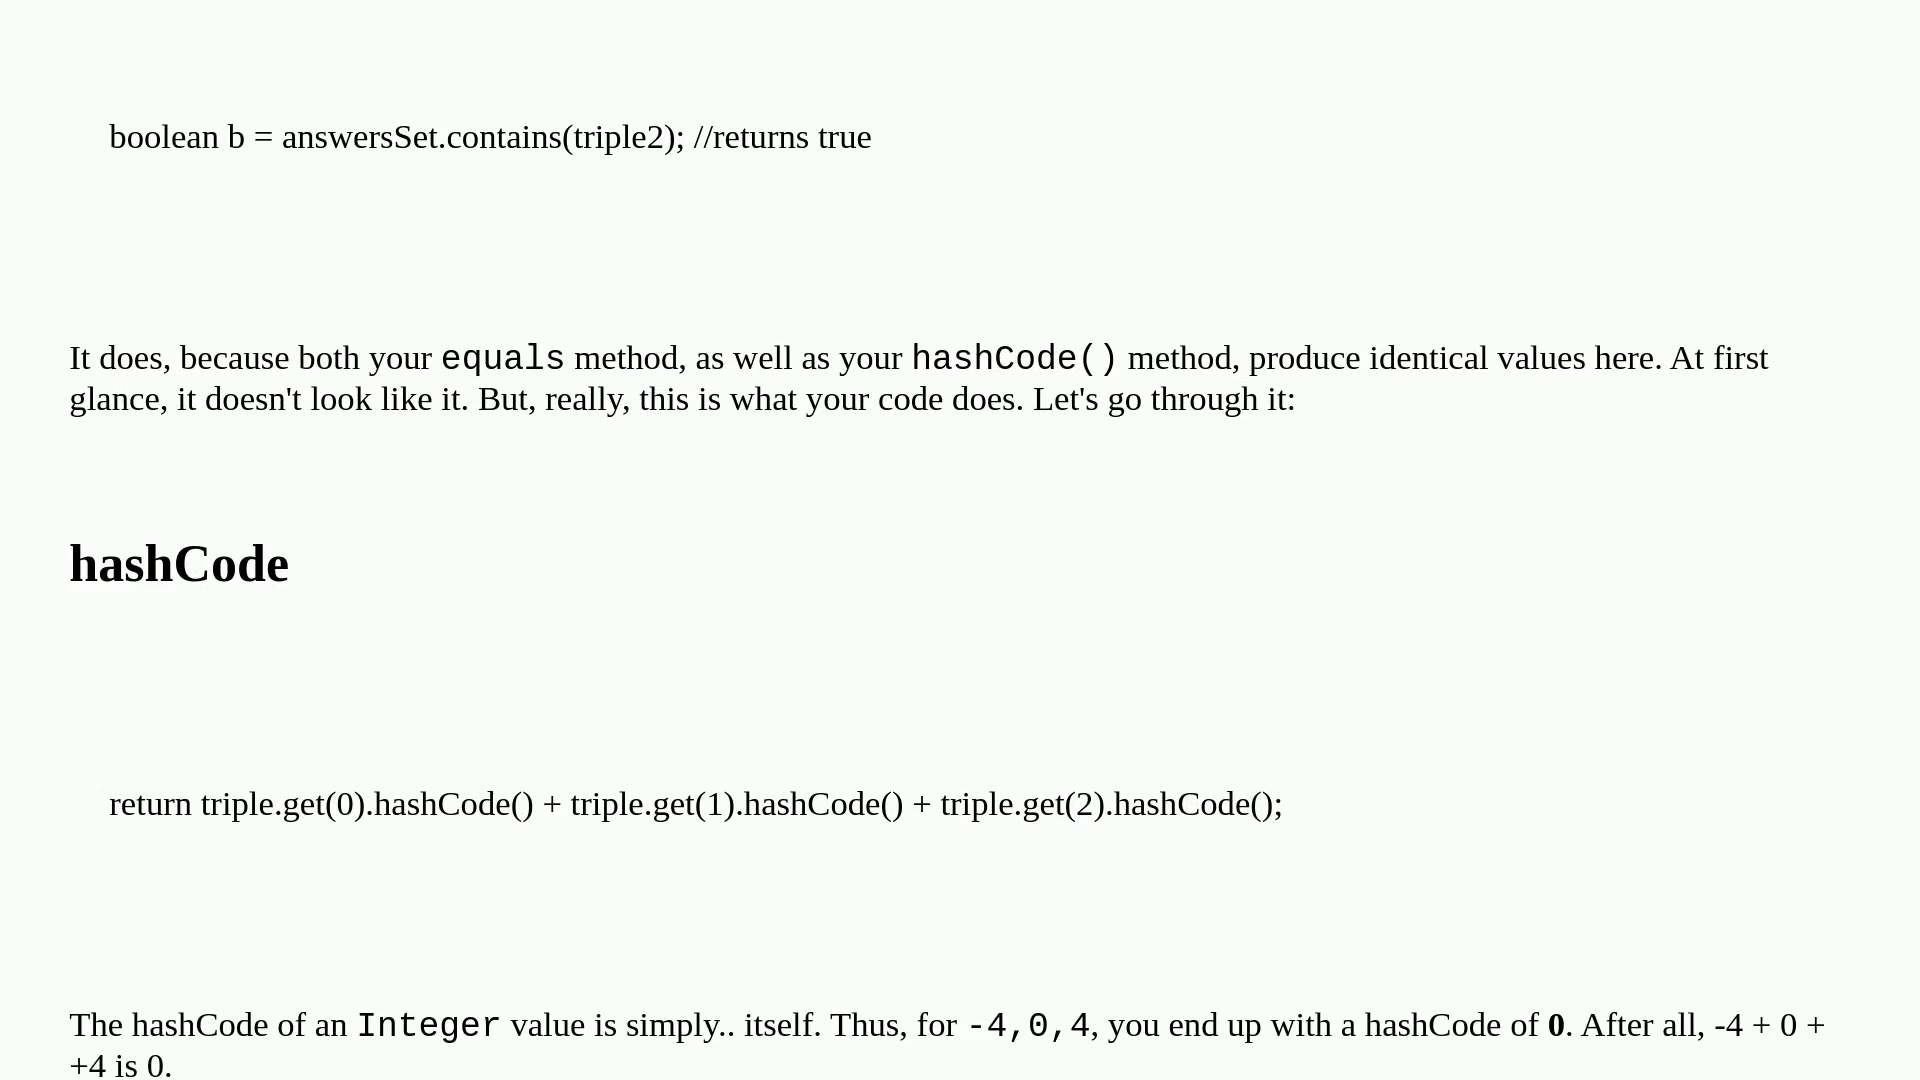 boolean b = answersSet.contains(triple2); //returns true
It does, because both your equals method, as well as your hashCode() method, produce identical values here. At first
glance, it doesn't look like it. But, really, this is what your code does. Let's go through it:
hashCode
return triple.get(0).hashCode() + triple.get(1).hashCode() + triple.get(2).hashCode();
The hashCode of an Integer value is simply.. itself. Thus, for -4,0,4, you end up with a hashCode of 0. After all, -4 + 0 +
+4 is 0.